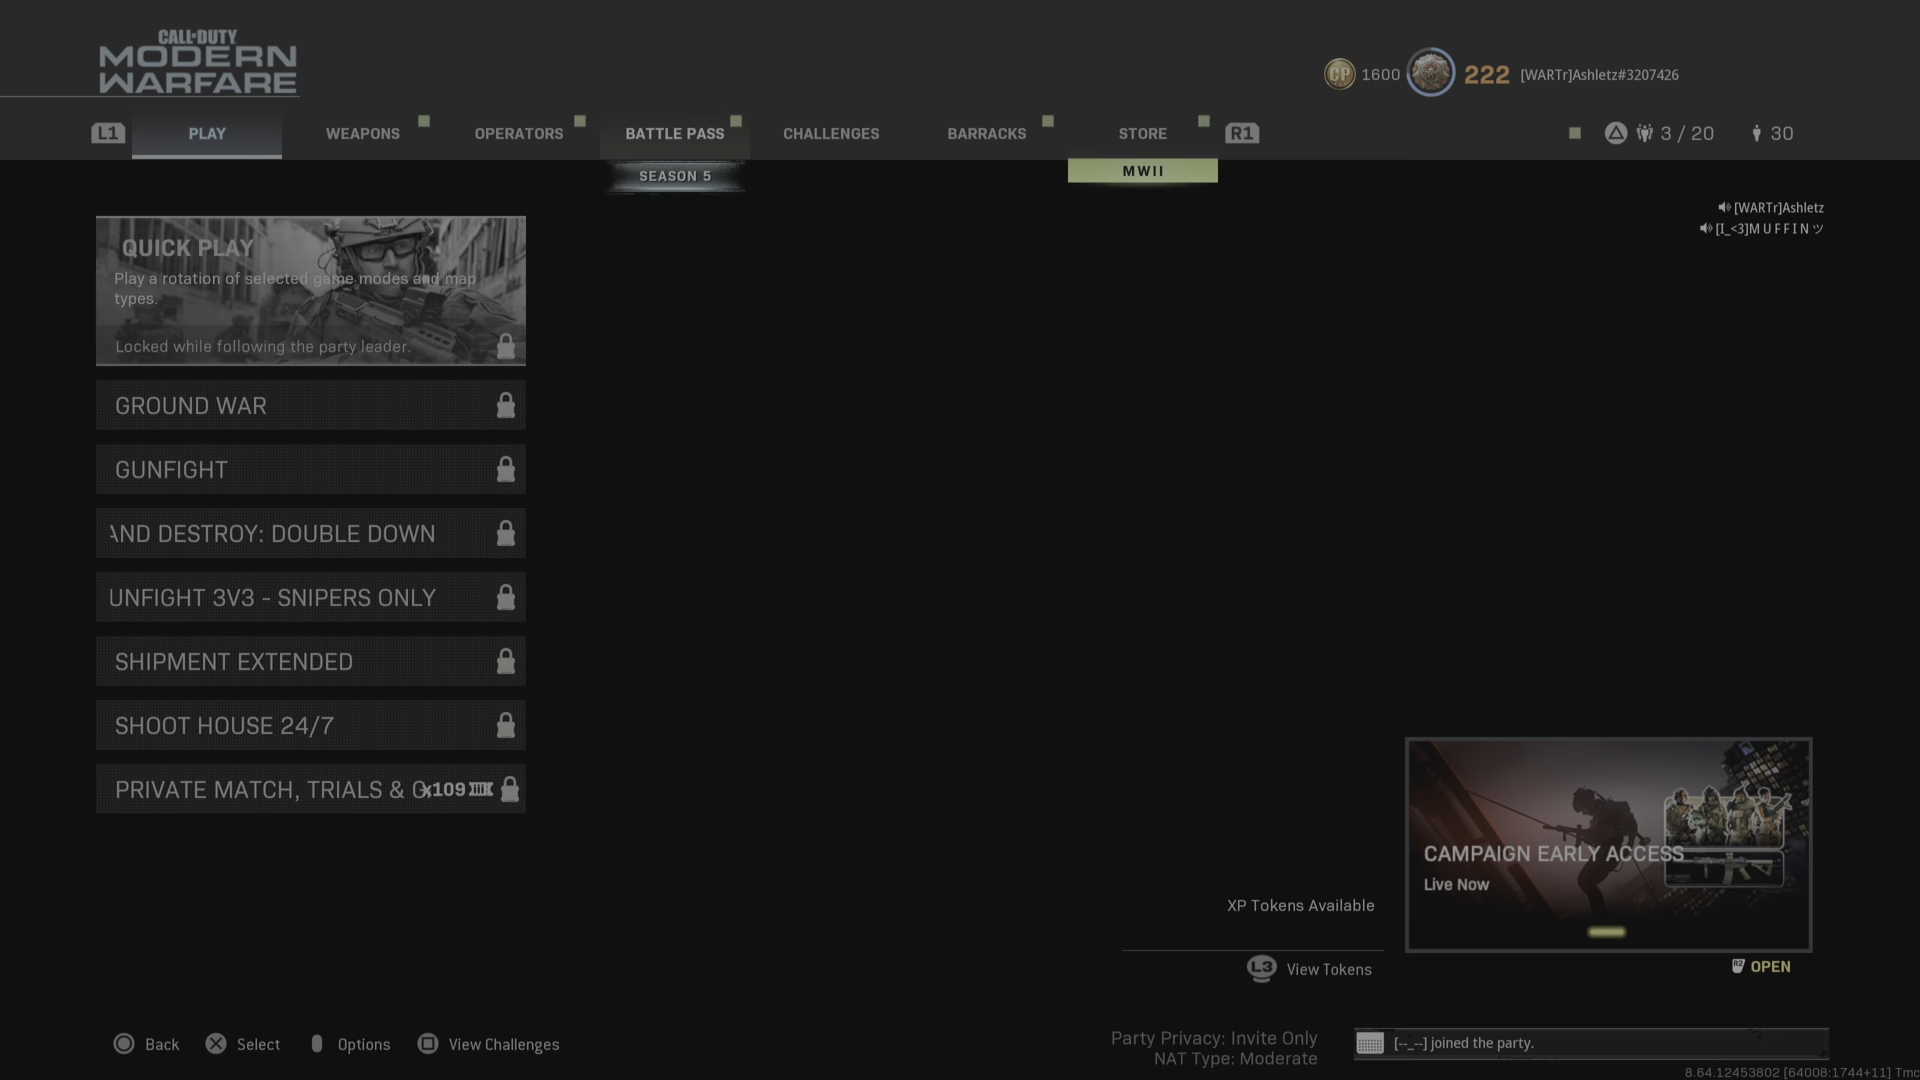 CALL OF DUTY
MODERN
WARFARE
CP 1600 222 [WARTr]Ashletz#3207426
L1 PLAY WEAPONS OPERATORS BATTLE PASS CHALLENGES BARRACKS STORE R1 3 / 20 30
SEASON 5
MWII
[WARTr]Ashletz
[I_<3]M U F F I N ツ
QUICK PLAY
Play a rotation of selected game modes and map
types.
Locked while following the party leader.
GROUND WAR
GUNFIGHT
AND DESTROY: DOUBLE DOWN
UNFIGHT 3V3 - SNIPERS ONLY
SHIPMENT EXTENDED
SHOOT HOUSE 24/7
PRIVATE MATCH, TRIALS & x109
CAMPAIGN EARLY ACCESS
Live Now
XP Tokens Available
L3 View Tokens
R2 OPEN
Back Select Options View Challenges
Party Privacy: Invite Only
NAT Type: Moderate
[--_--] joined the party.
8.64.12453802 [64008:1744+11] Tmc